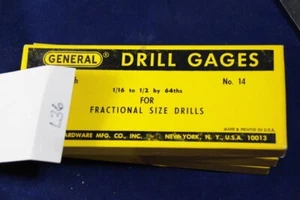 GENERAL DRILL GAGES
No. 14
1/16 to 1/2 by 64ths
FOR
FRACTIONAL SIZE DRILLS
MADE & PRINTED IN U.S.A.
HARDWARE MFG. CO., INC. NEW YORK, N. Y., U.S.A. 10013
L36